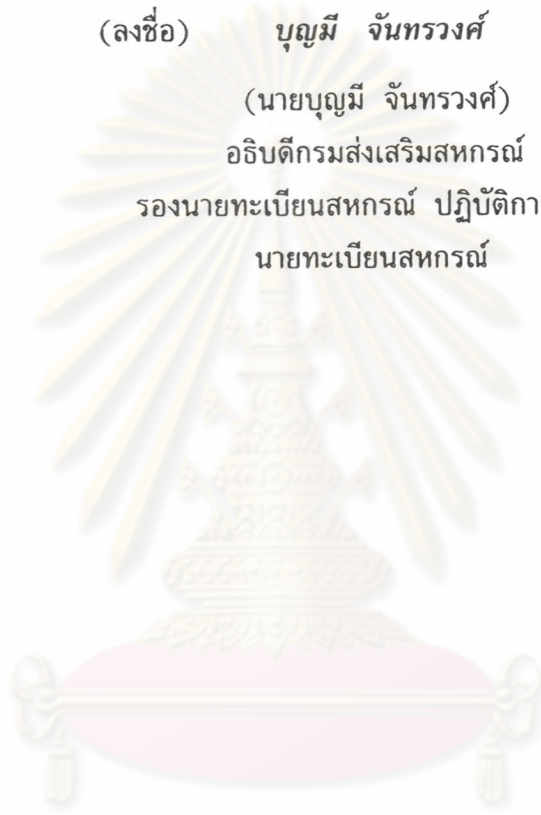 (ลงชื่อ) บุญมี จันทรวงศ์
(นายบุญมี จันทรวงศ์)
อธิบดีกรมส่งเสริมสหกรณ์
รองนายทะเบียนสหกรณ์ ปฏิบัติกา
นายทะเบียนสหกรณ์